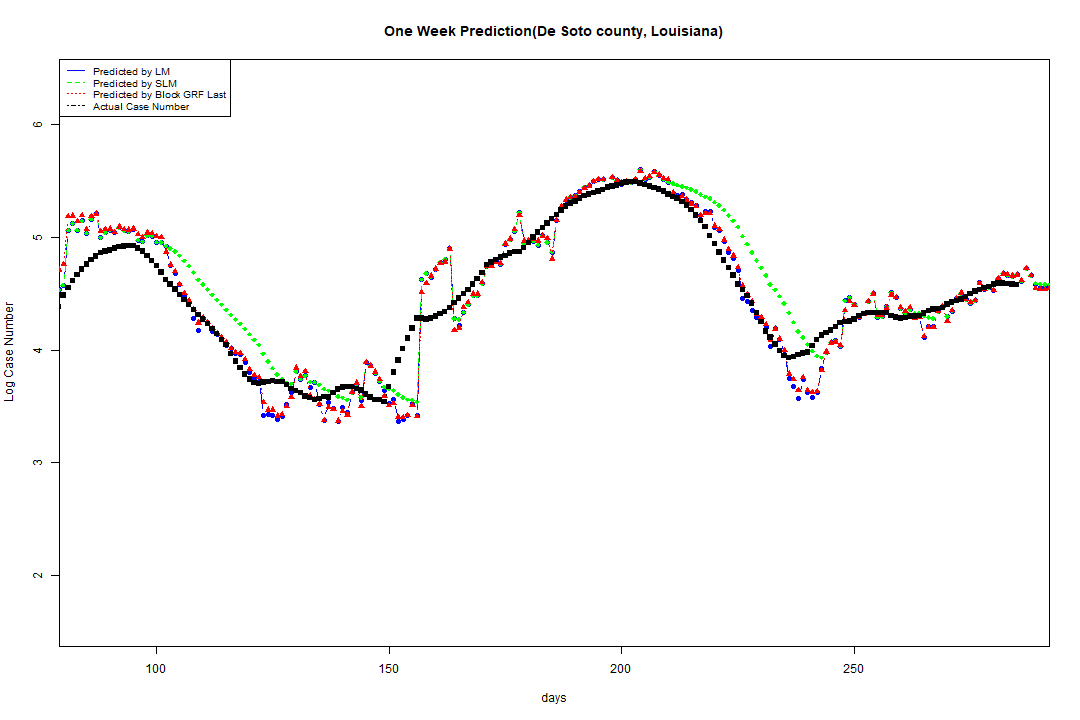 One Week Prediction(De Soto county, Louisiana)
Predicted by LM
Predicted by SLM
Predicted by Block GRF Last
Actual Case Number
6
5
4
3
2
Log Case Number
100 150 200 250
days